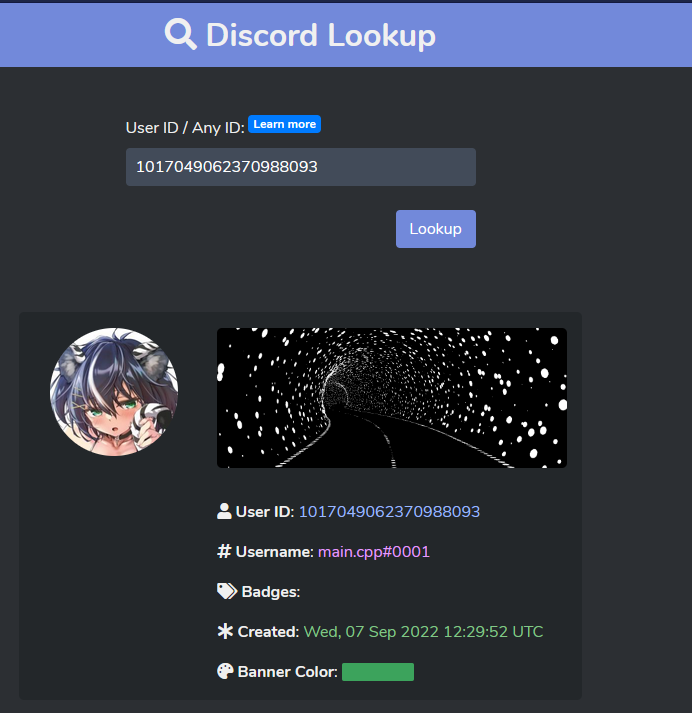 Discord Lookup
User ID / Any ID: Learn more
1017049062370988093
Lookup
User ID: 1017049062370988093
# Username: main.cpp#0001
Badges:
Created: Wed, 07 Sep 2022 12:29:52 UTC
Banner Color: